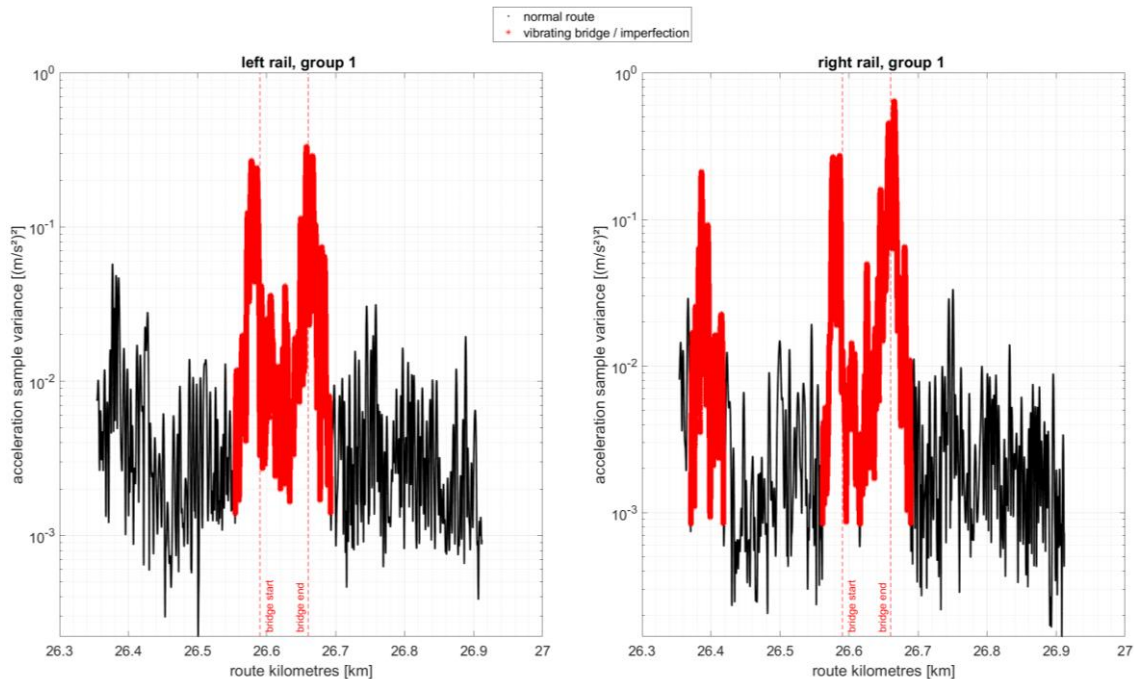 normal route
vibrating bridge / imperfection
left rail, group 1
10⁰
10⁻¹
10⁻²
10⁻³
acceleration sample variance [(m/s²)²]
bridge start
bridge end
26.3 26.4 26.5 26.6 26.7 26.8 26.9 27
route kilometres [km]
right rail, group 1
10⁰
10⁻¹
10⁻²
10⁻³
acceleration sample variance [(m/s²)²]
bridge start
bridge end
26.3 26.4 26.5 26.6 26.7 26.8 26.9 27
route kilometres [km]